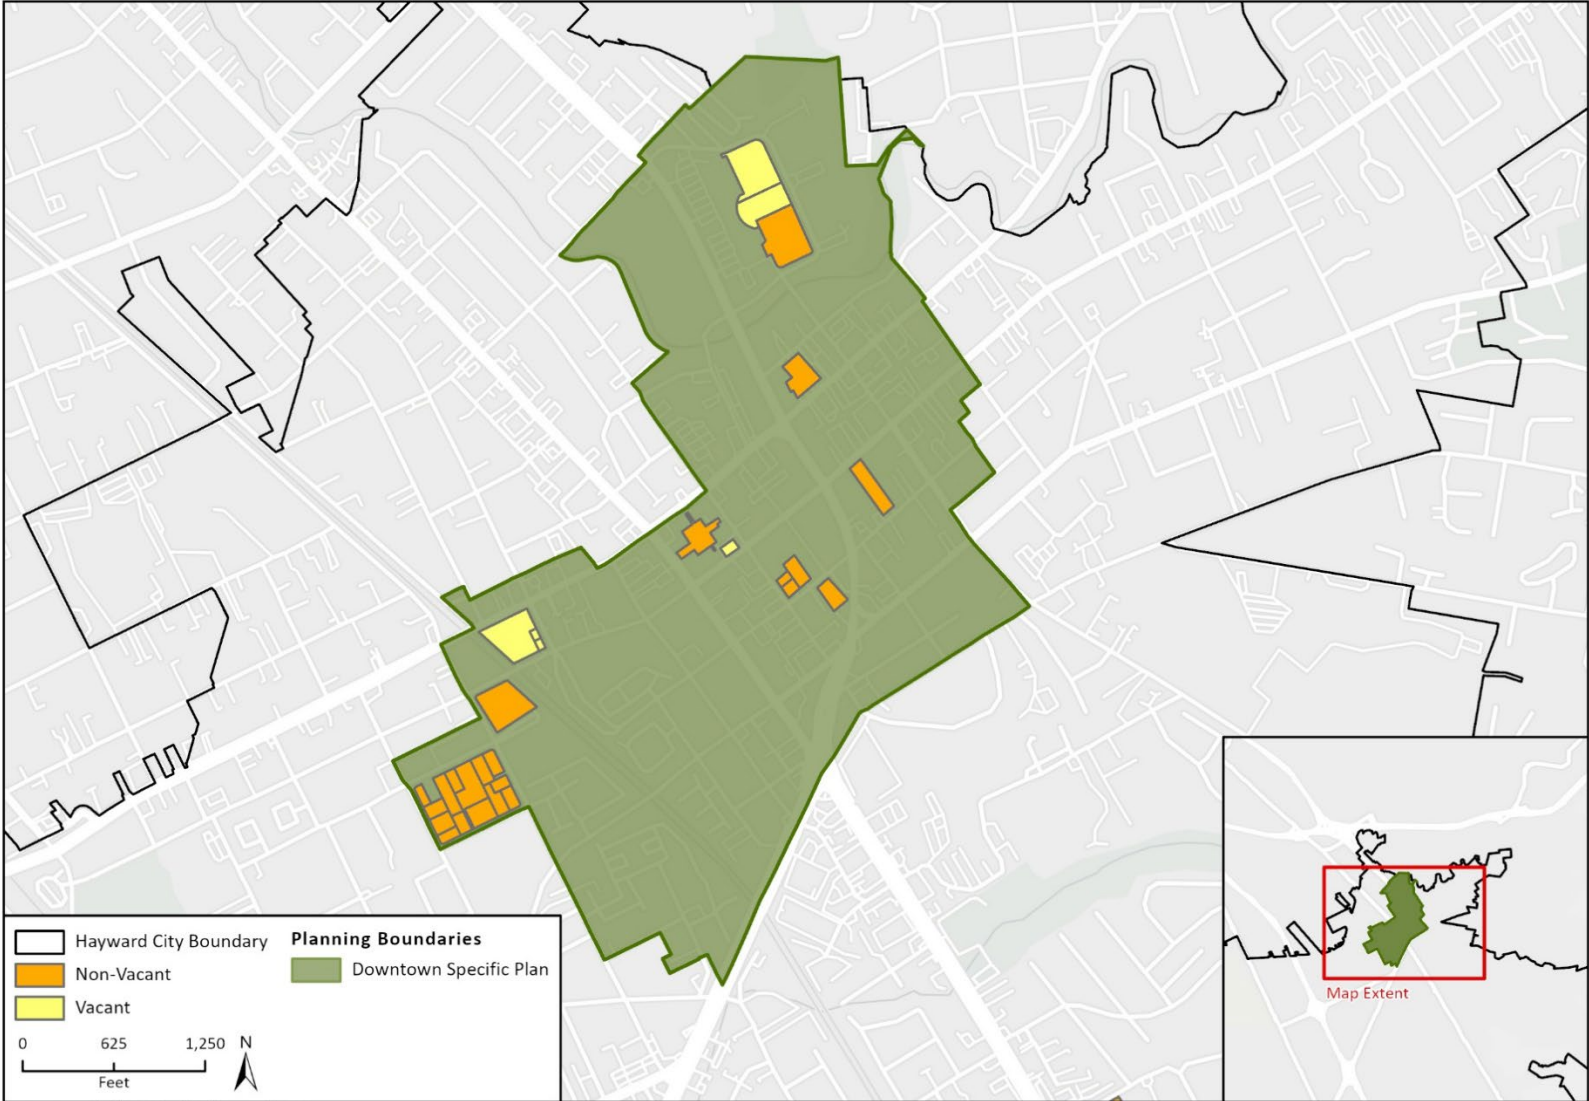 Map Extent
Hayward City Boundary
Non-Vacant
Vacant
Planning Boundaries
Downtown Specific Plan
0 625 1,250
Feet
N